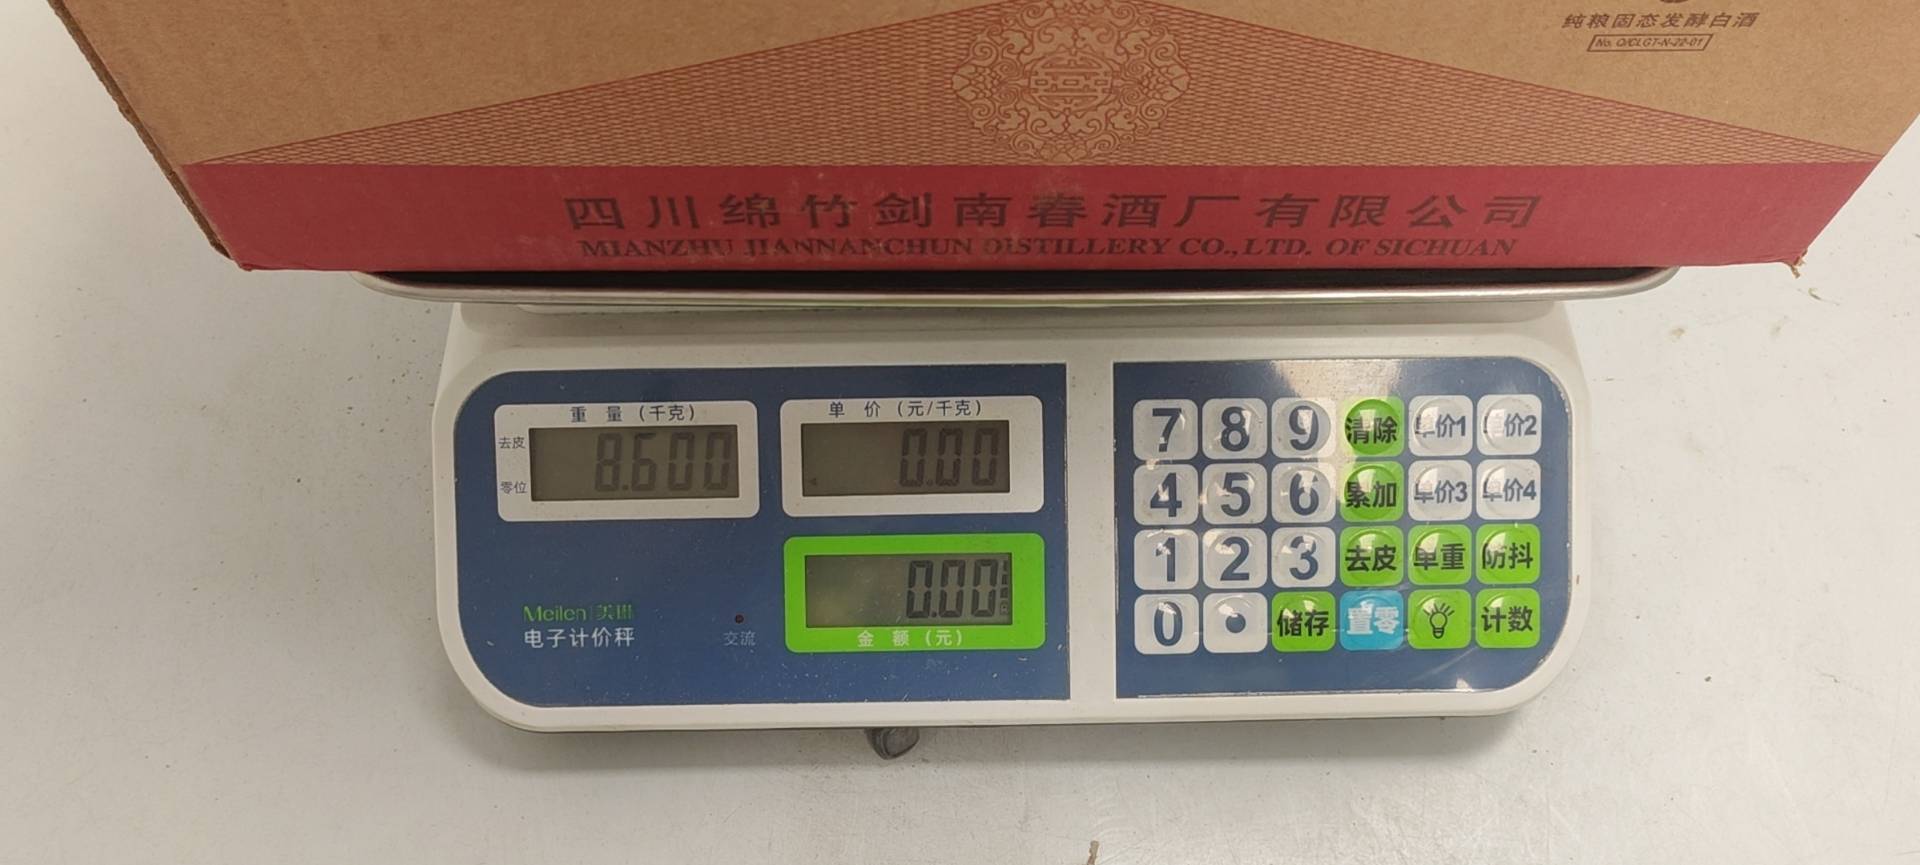 纯粮固态发酵白酒
No. Q/CLGT-N-22-01
四川绵竹剑南春酒厂有限公司
MIANZHU JIANNANCHUN DISTILLERY CO.,LTD. OF SICHUAN
重 量 (千克)
去皮
零位
8.600
单 价 (元/千克)
0.00
0.00
金 额 (元)
Meilen 美琳
电子计价秤
交流
7 8 9 清除 单价1 单价2
4 5 6 累加 单价3 单价4
1 2 3 去皮 单重 防抖
0 • 储存 置零 计数